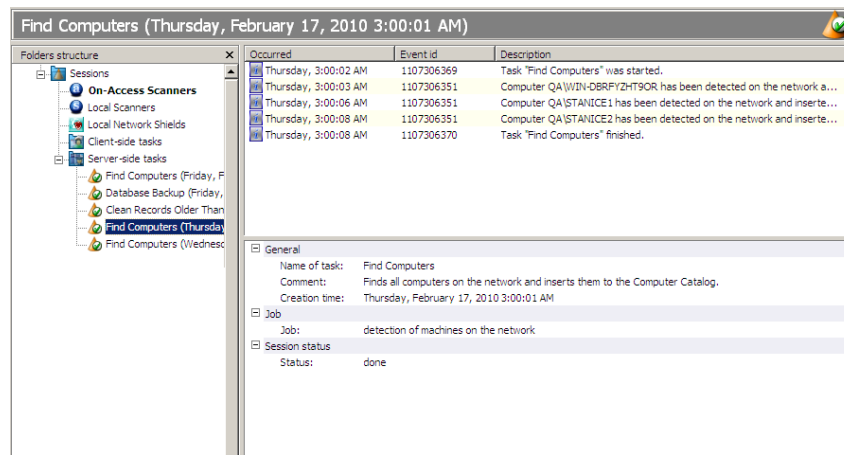 Find Computers (Thursday, February 17, 2010 3:00:01 AM)
Folders structure
Sessions
On-Access Scanners
Local Scanners
Local Network Shields
Client-side tasks
Server-side tasks
Find Computers (Friday, F
Database Backup (Friday,
Clean Records Older Than
Find Computers (Thursday
Find Computers (Wednesd
Occurred Event id Description
Thursday, 3:00:02 AM 1107306369 Task "Find Computers" was started.
Thursday, 3:00:03 AM 1107306351 Computer QA\WIN-DBRFYZHT9OR has been detected on the network a...
Thursday, 3:00:06 AM 1107306351 Computer QA\STANICE1 has been detected on the network and inserte...
Thursday, 3:00:08 AM 1107306351 Computer QA\STANICE2 has been detected on the network and inserte...
Thursday, 3:00:08 AM 1107306370 Task "Find Computers" finished.
General
Name of task: Find Computers
Comment: Finds all computers on the network and inserts them to the Computer Catalog.
Creation time: Thursday, February 17, 2010 3:00:01 AM
Job
Job: detection of machines on the network
Session status
Status: done